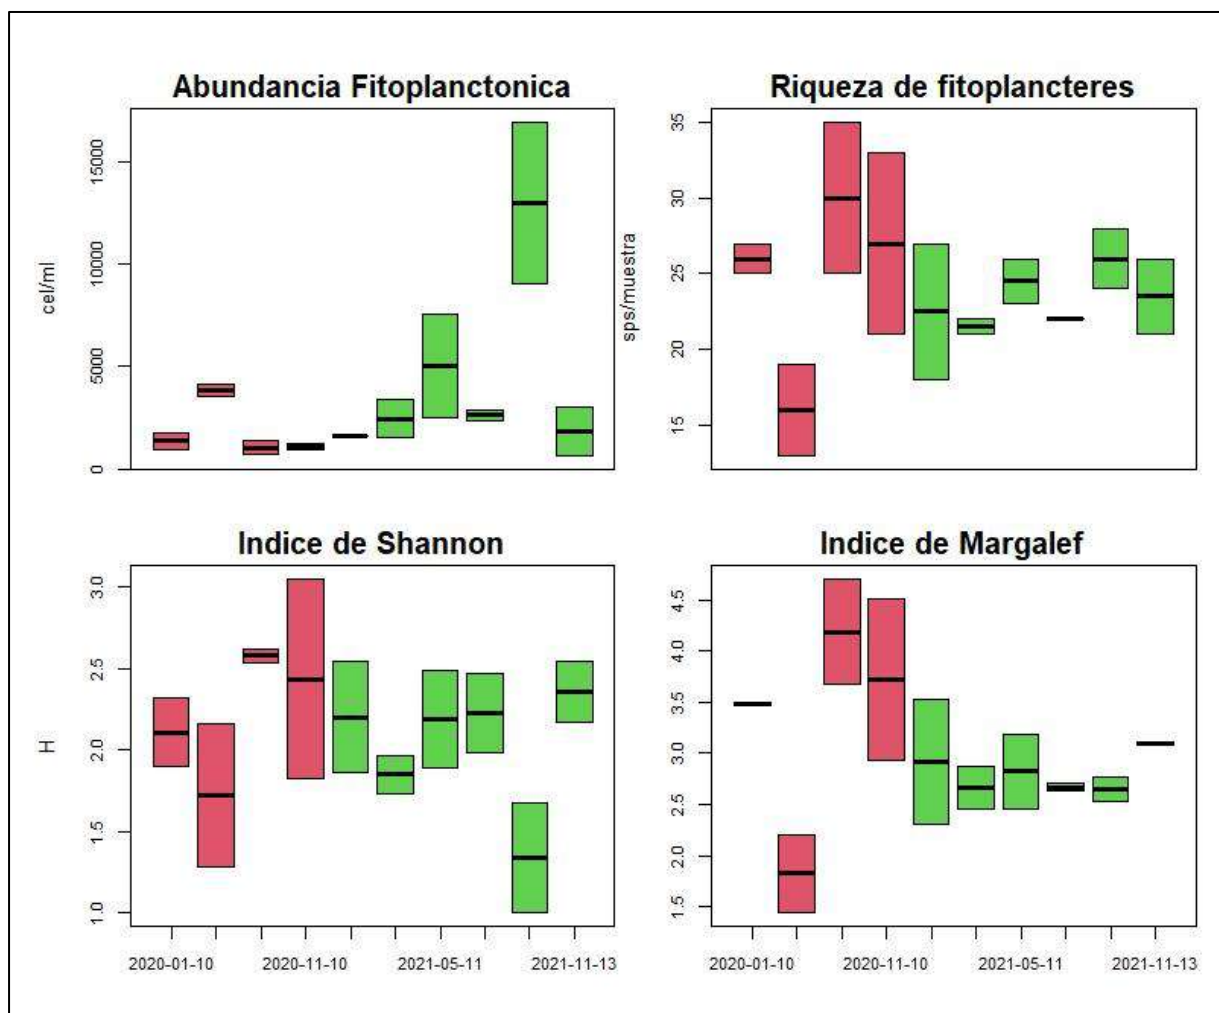 Abundancia Fitoplanctonica
cel/ml
15000
10000
5000
0
Riqueza de fitoplancteres
sps/muestra
35
30
25
20
15
Indice de Shannon
H
3.0
2.5
2.0
1.5
1.0
2020-01-10 2020-11-10 2021-05-11 2021-11-13
Indice de Margalef
4.5
4.0
3.5
3.0
2.5
2.0
1.5
2020-01-10 2020-11-10 2021-05-11 2021-11-13